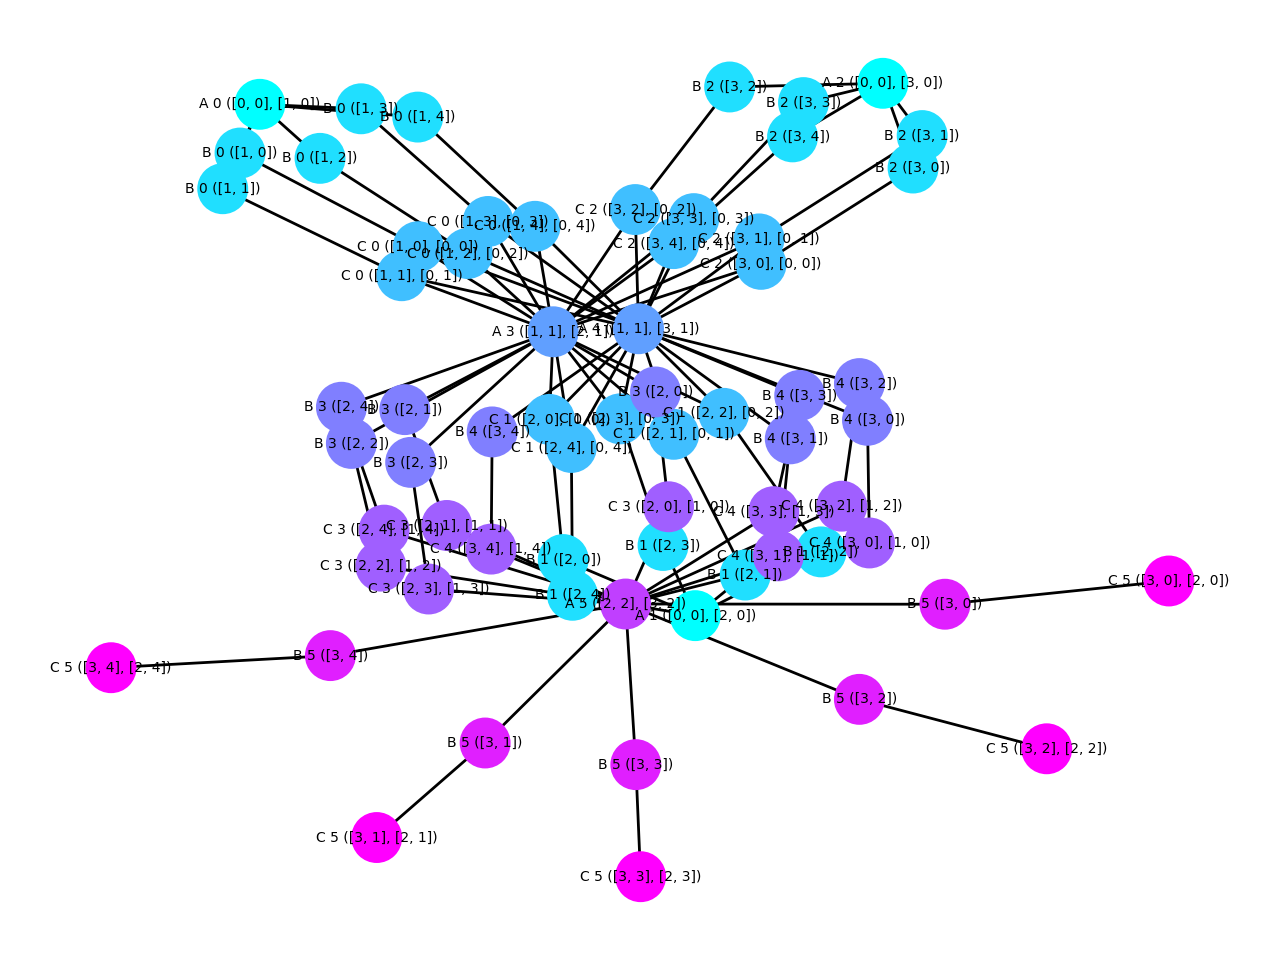 A 2 ([0, 0], [3, 0])
B 2 ([3, 2])
A 0 ([0, 0], [1, 0])
B 2 ([3, 3])
B 0 ([1, 3])
B 0 ([1, 4])
B 2 ([3, 4])
B 2 ([3, 1])
B 0 ([1, 0])
B 0 ([1, 2])
B 2 ([3, 0])
B 0 ([1, 1])
C 2 ([3, 2], [0, 2])
C 2 ([3, 3], [0, 3])
C 0 ([1, 3], [0, 3])
C 0 ([1, 4], [0, 4])
C 2 ([3, 1], [0, 1])
C 2 ([3, 4], [0, 4])
C 0 ([1, 0], [0, 0])
C 0 ([1, 2], [0, 2])
C 2 ([3, 0], [0, 0])
C 0 ([1, 1], [0, 1])
A 3 ([1, 1], [2, 1])
A 4 ([1, 1], [3, 1])
B 4 ([3, 2])
B 3 ([2, 0])
B 4 ([3, 3])
B 3 ([2, 4])
B 3 ([2, 1])
C 1 ([2, 2], [0, 2])
C 1 ([2, 0], [0, 0])
C 1 ([2, 3], [0, 3])
B 4 ([3, 0])
B 4 ([3, 4])
C 1 ([2, 1], [0, 1])
B 4 ([3, 1])
B 3 ([2, 2])
C 1 ([2, 4], [0, 4])
B 3 ([2, 3])
C 3 ([2, 0], [1, 0])
C 4 ([3, 2], [1, 2])
C 4 ([3, 3], [1, 3])
C 3 ([2, 1], [1, 1])
C 3 ([2, 4], [1, 4])
C 4 ([3, 0], [1, 0])
B 1 ([2, 3])
C 4 ([3, 4], [1, 4])
B 1 ([2, 2])
C 4 ([3, 1], [1, 1])
B 1 ([2, 0])
C 3 ([2, 2], [1, 2])
B 1 ([2, 1])
C 5 ([3, 0], [2, 0])
C 3 ([2, 3], [1, 3])
B 1 ([2, 4])
A 5 ([2, 2], [3, 2])
B 5 ([3, 0])
A 1 ([0, 0], [2, 0])
B 5 ([3, 4])
C 5 ([3, 4], [2, 4])
B 5 ([3, 2])
B 5 ([3, 1])
C 5 ([3, 2], [2, 2])
B 5 ([3, 3])
C 5 ([3, 1], [2, 1])
C 5 ([3, 3], [2, 3])